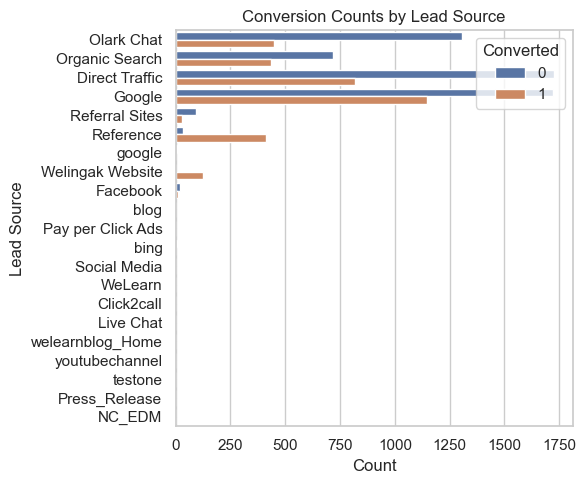 Conversion Counts by Lead Source
Lead Source
Olark Chat
Organic Search
Direct Traffic
Google
Referral Sites
Reference
google
Welingak Website
Facebook
blog
Pay per Click Ads
bing
Social Media
WeLearn
Click2call
Live Chat
welearnblog_Home
youtubechannel
testone
Press_Release
NC_EDM
0 250 500 750 1000 1250 1500 1750
Count
Converted
0
1